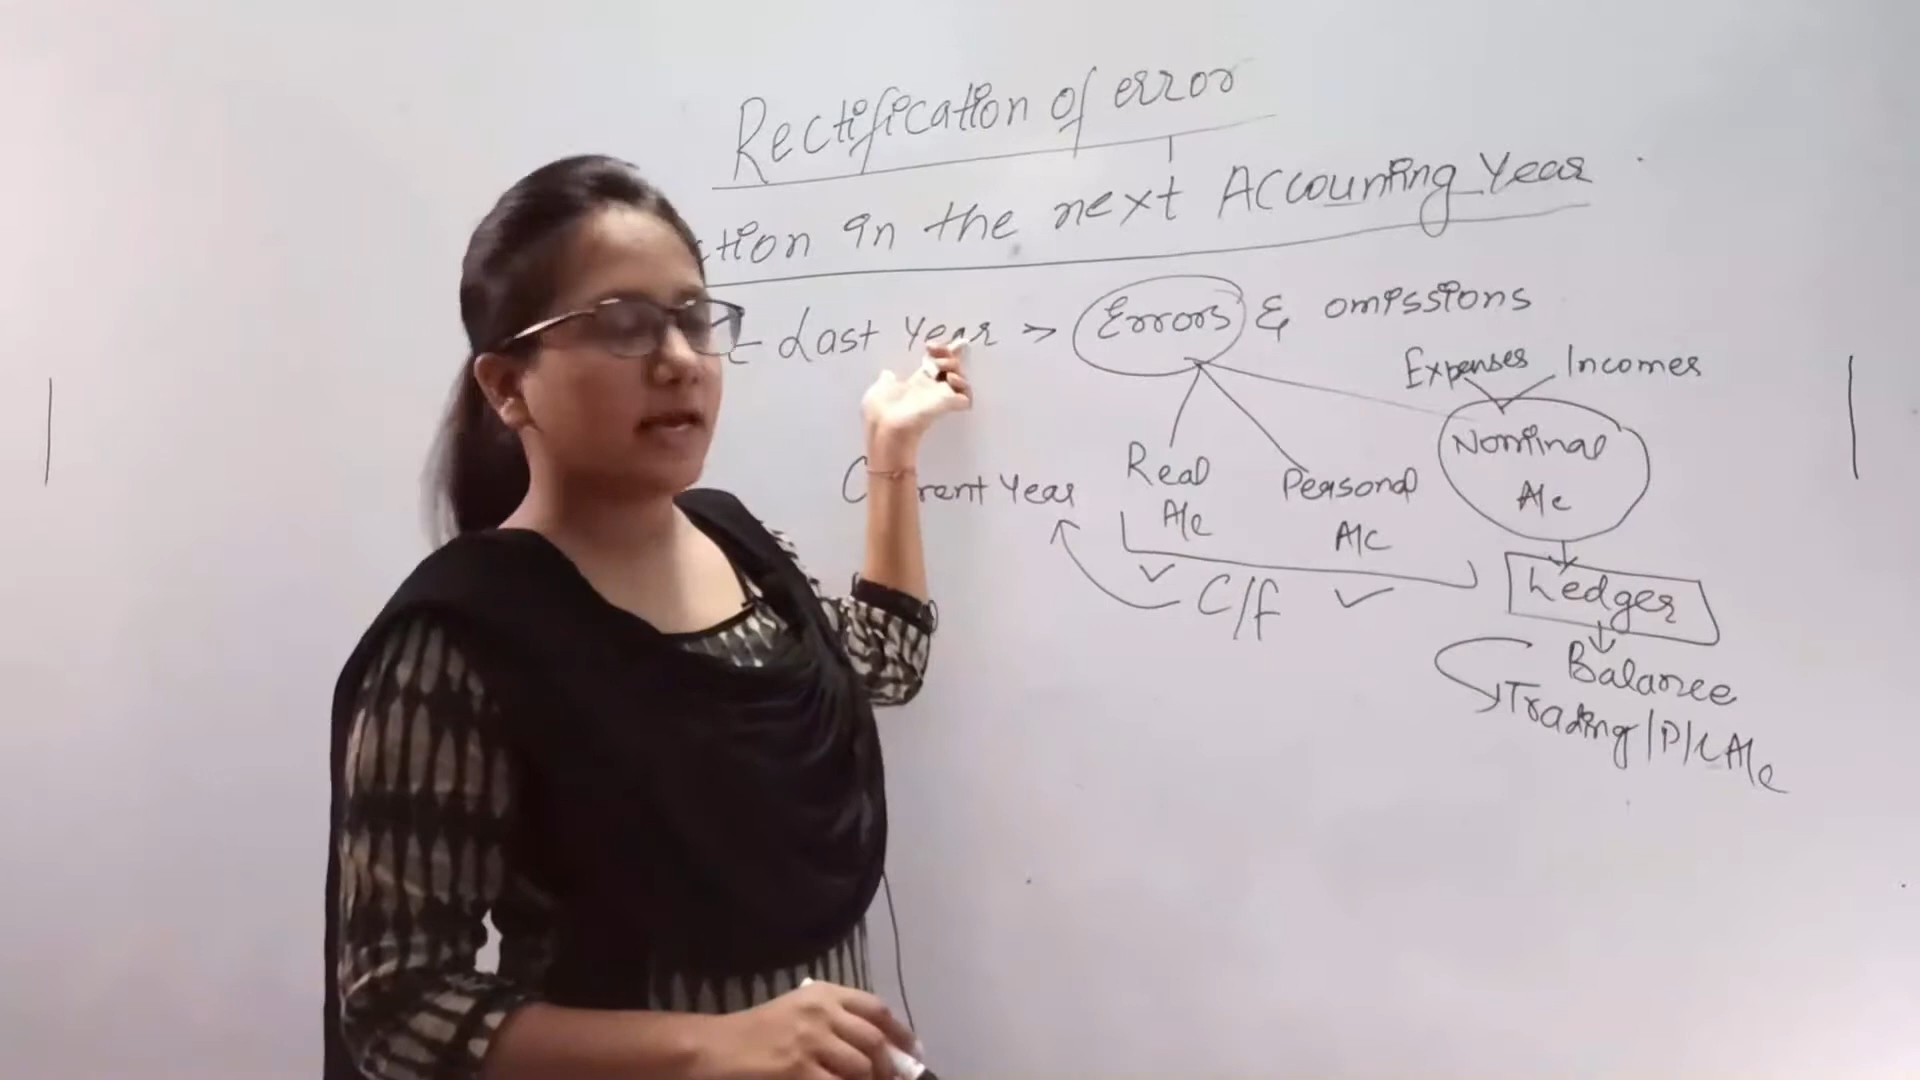 Rectification of error
ction in the next Accounting Year
Last Year > Errors & omissions
Expenses Incomes
Current Year Real A/c Personal A/c Nominal A/c
C/f
Ledger
Balance
Trading/P/L A/c